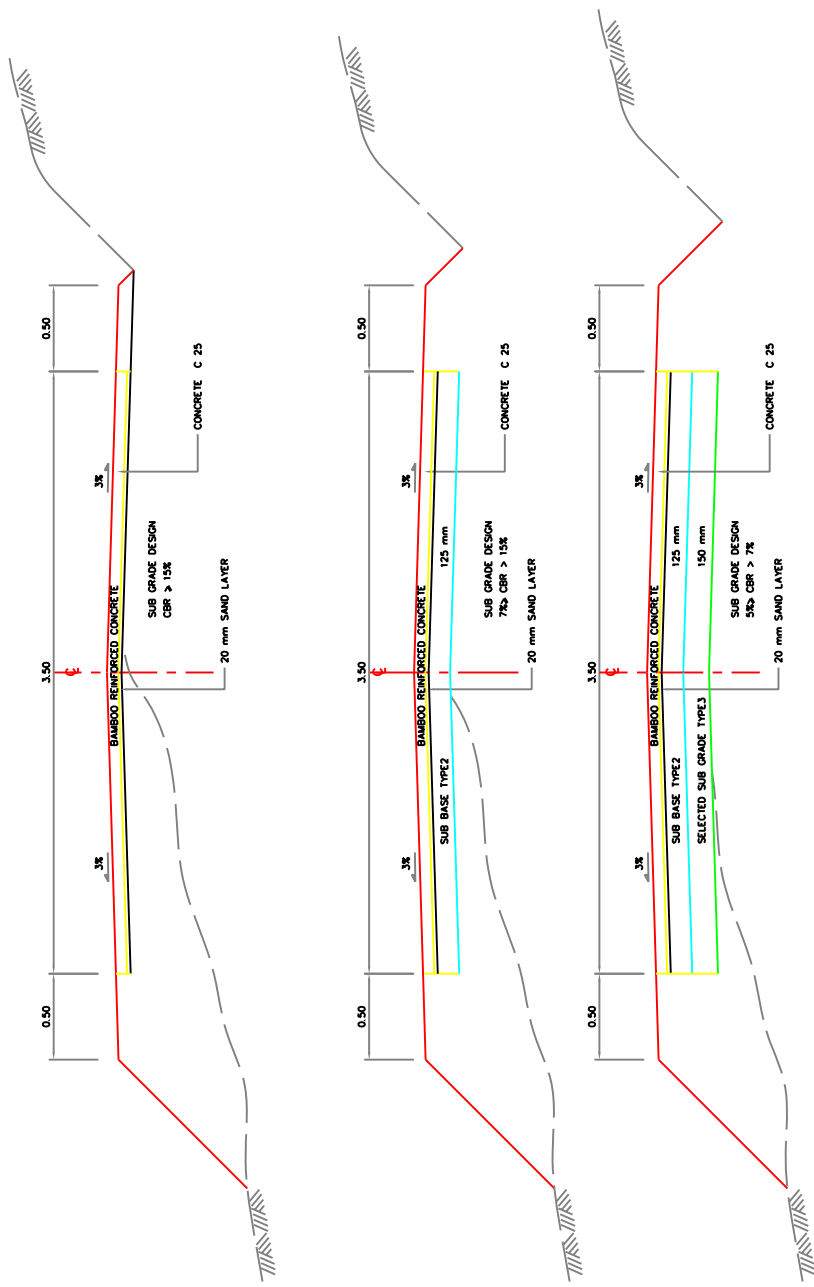 0.50
3.50
0.50
3%
3%
℄
BAMBOO REINFORCED CONCRETE
SUB GRADE DESIGN
CBR ⩾ 15%
CONCRETE C 25
20 mm SAND LAYER
0.50
3.50
0.50
3%
3%
℄
BAMBOO REINFORCED CONCRETE
SUB BASE TYPE2
125 mm
SUB GRADE DESIGN
7%⩾ CBR > 15%
CONCRETE C 25
20 mm SAND LAYER
0.50
3.50
0.50
3%
3%
℄
BAMBOO REINFORCED CONCRETE
SUB BASE TYPE2
125 mm
SELECTED SUB GRADE TYPE3
150 mm
SUB GRADE DESIGN
5%⩾ CBR > 7%
CONCRETE C 25
20 mm SAND LAYER